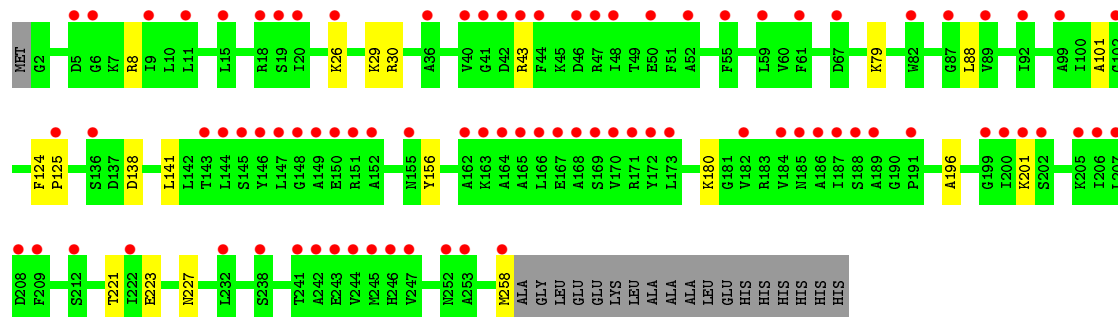 MET G2 D5 G6 K7 R8 I9 L10 L11 L15 R18 S19 I20 K26 K29 R30 A36 V40 G41 D42 R43 F44 K45 D46 R47 I48 T49 E50 F51 A52 F55 L59 V60 F61 D67 K79 W82 G87 L88 V89 I92 A99 I100 A101
F124 P125 S136 D137 D138 L141 L142 T143 L144 S145 Y146 L147 G148 A149 E150 R151 A152 N155 Y156 A162 K163 A164 A165 L166 E167 A168 S169 V170 R171 Y172 L173 K180 G181 V182 R183 V184 N185 A186 I187 S188 A189 G190 P191 A196 G199 I200 K201 S202 K205 I206 L207
D208 F209 S212 T221 I222 E223 N227 L232 S238 T241 A242 E243 V244 M245 H246 V247 N252 A253 M258 ALA GLY LEU GLU GLU LYS LEU ALA ALA ALA LEU GLU HIS HIS HIS HIS HIS HIS